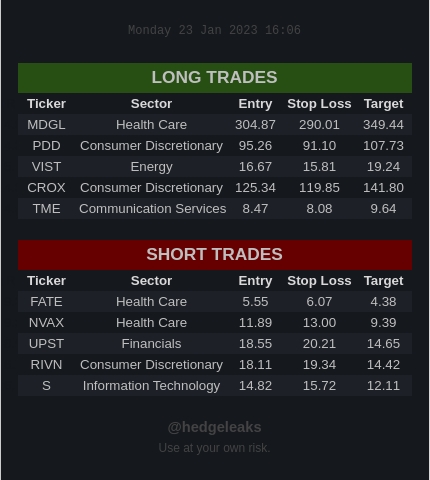 Monday 23 Jan 2023 16:06
LONG TRADES
Ticker Sector Entry Stop Loss Target
MDGL Health Care 304.87 290.01 349.44
PDD Consumer Discretionary 95.26 91.10 107.73
VIST Energy 16.67 15.81 19.24
CROX Consumer Discretionary 125.34 119.85 141.80
TME Communication Services 8.47 8.08 9.64
SHORT TRADES
Ticker Sector Entry Stop Loss Target
FATE Health Care 5.55 6.07 4.38
NVAX Health Care 11.89 13.00 9.39
UPST Financials 18.55 20.21 14.65
RIVN Consumer Discretionary 18.11 19.34 14.42
S Information Technology 14.82 15.72 12.11
@hedgeleaks
Use at your own risk.